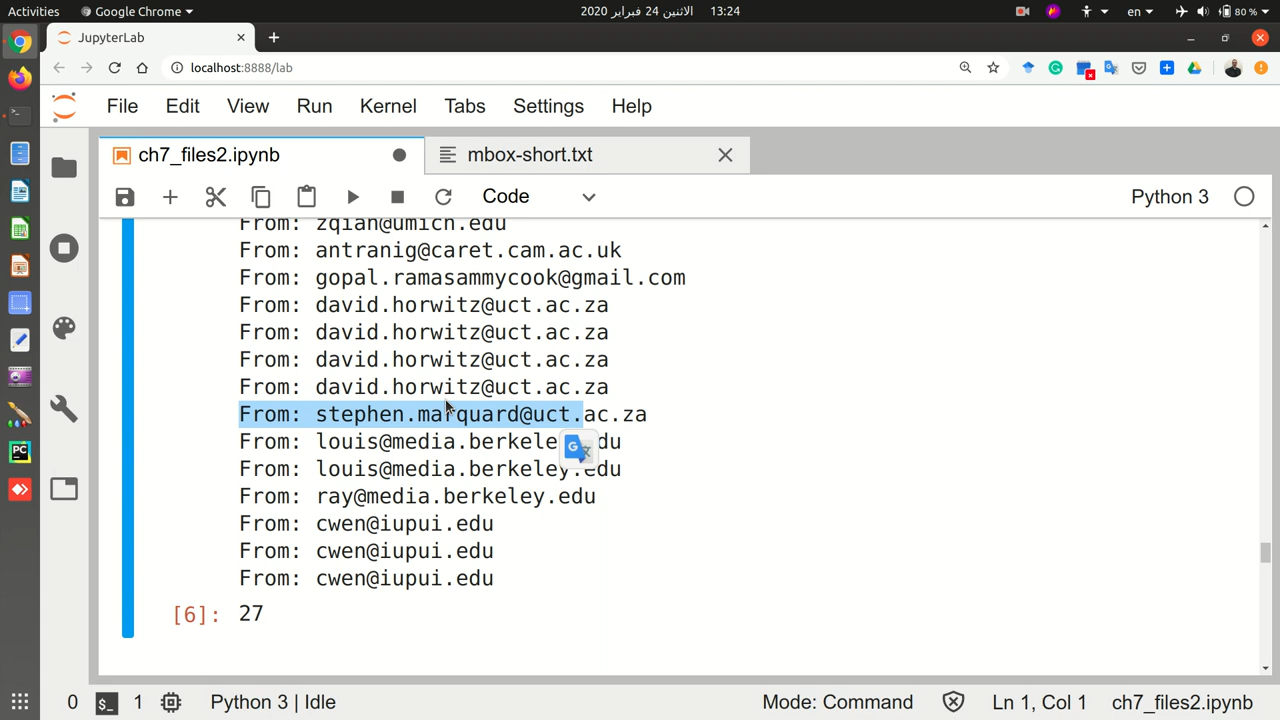 Activities
Google Chrome
الاثنين 24 فبراير 2020
13:24
en
80 %
JupyterLab
localhost:8888/lab
File Edit View Run Kernel Tabs Settings Help
ch7_files2.ipynb
mbox-short.txt
Code
Python 3
From: zqian@umich.edu
From: antranig@caret.cam.ac.uk
From: gopal.ramasammycook@gmail.com
From: david.horwitz@uct.ac.za
From: david.horwitz@uct.ac.za
From: david.horwitz@uct.ac.za
From: david.horwitz@uct.ac.za
From: stephen.marquard@uct.ac.za
From: louis@media.berkeley.edu
From: louis@media.berkeley.edu
From: ray@media.berkeley.edu
From: cwen@iupui.edu
From: cwen@iupui.edu
From: cwen@iupui.edu
[6]: 27
0 1 Python 3 | Idle
Mode: Command
Ln 1, Col 1
ch7_files2.ipynb